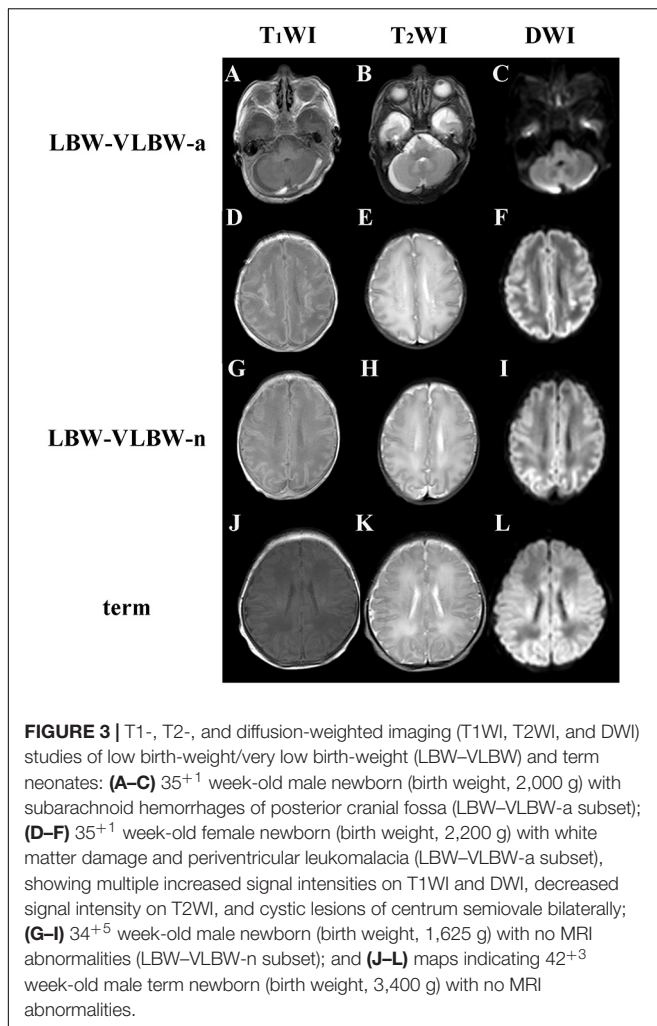 T1WI T2WI DWI
A B C
LBW-VLBW-a
D E F
G H I
LBW-VLBW-n
J K L
term
FIGURE 3 | T1-, T2-, and diffusion-weighted imaging (T1WI, T2WI, and DWI)
studies of low birth-weight/very low birth-weight (LBW–VLBW) and term
neonates: (A–C) 35+1 week-old male newborn (birth weight, 2,000 g) with
subarachnoid hemorrhages of posterior cranial fossa (LBW–VLBW-a subset);
(D–F) 35+1 week-old female newborn (birth weight, 2,200 g) with white
matter damage and periventricular leukomalacia (LBW–VLBW-a subset),
showing multiple increased signal intensities on T1WI and DWI, decreased
signal intensity on T2WI, and cystic lesions of centrum semiovale bilaterally;
(G–I) 34+5 week-old male newborn (birth weight, 1,625 g) with no MRI
abnormalities (LBW–VLBW-n subset); and (J–L) maps indicating 42+3
week-old male term newborn (birth weight, 3,400 g) with no MRI
abnormalities.